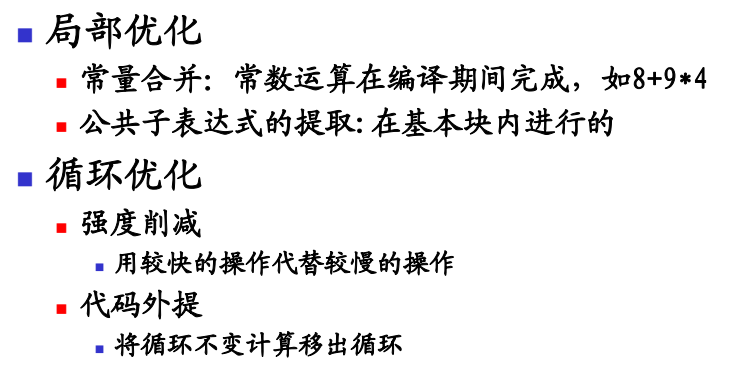 局部优化
常量合并：常数运算在编译期间完成，如8+9*4
公共子表达式的提取：在基本块内进行的
循环优化
强度削减
用较快的操作代替较慢的操作
代码外提
将循环不变计算移出循环